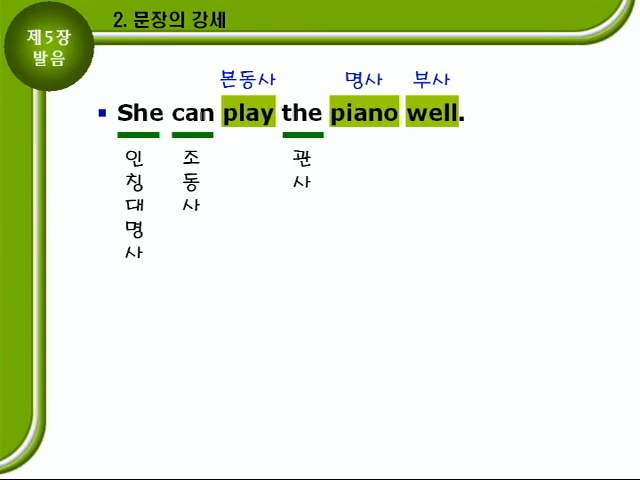 2. 문장의 강세
제5장
발음
본동사 명사 부사
She can play the piano well.
인칭대명사 조동사 관사